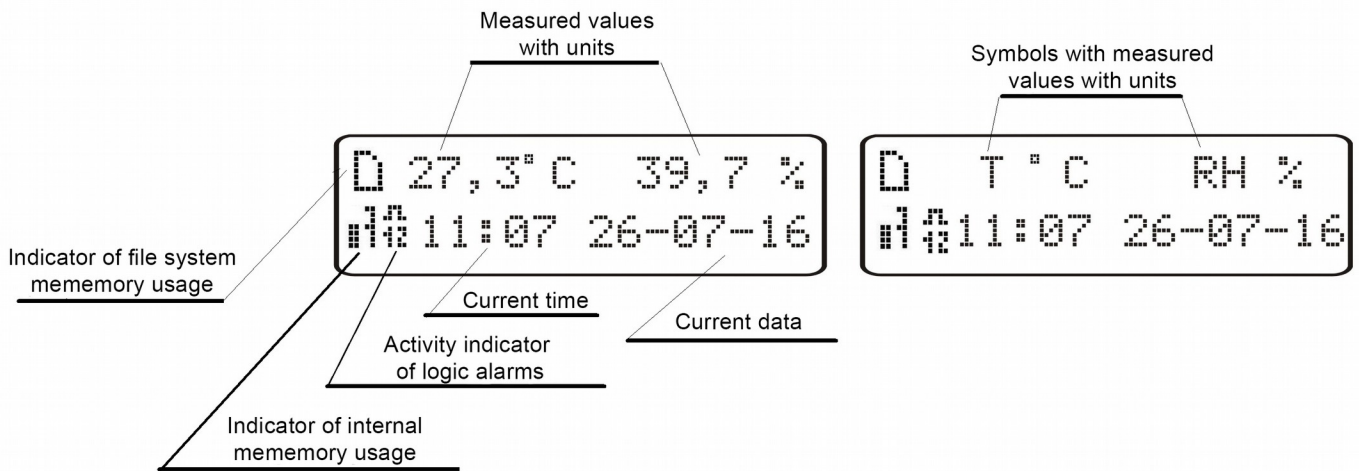 Measured values
with units
Symbols with measured
values with units
27,3°C 39,7 %
11:07 26-07-16
T °C RH %
12 11:07 26-07-16
Indicator of file system
mememory usage
Current time
Current data
Activity indicator
of logic alarms
Indicator of internal
mememory usage